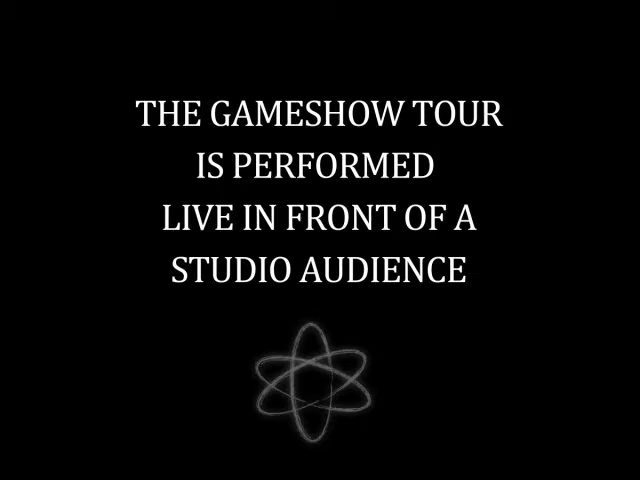 THE GAMESHOW TOUR
IS PERFORMED
LIVE IN FRONT OF A
STUDIO AUDIENCE